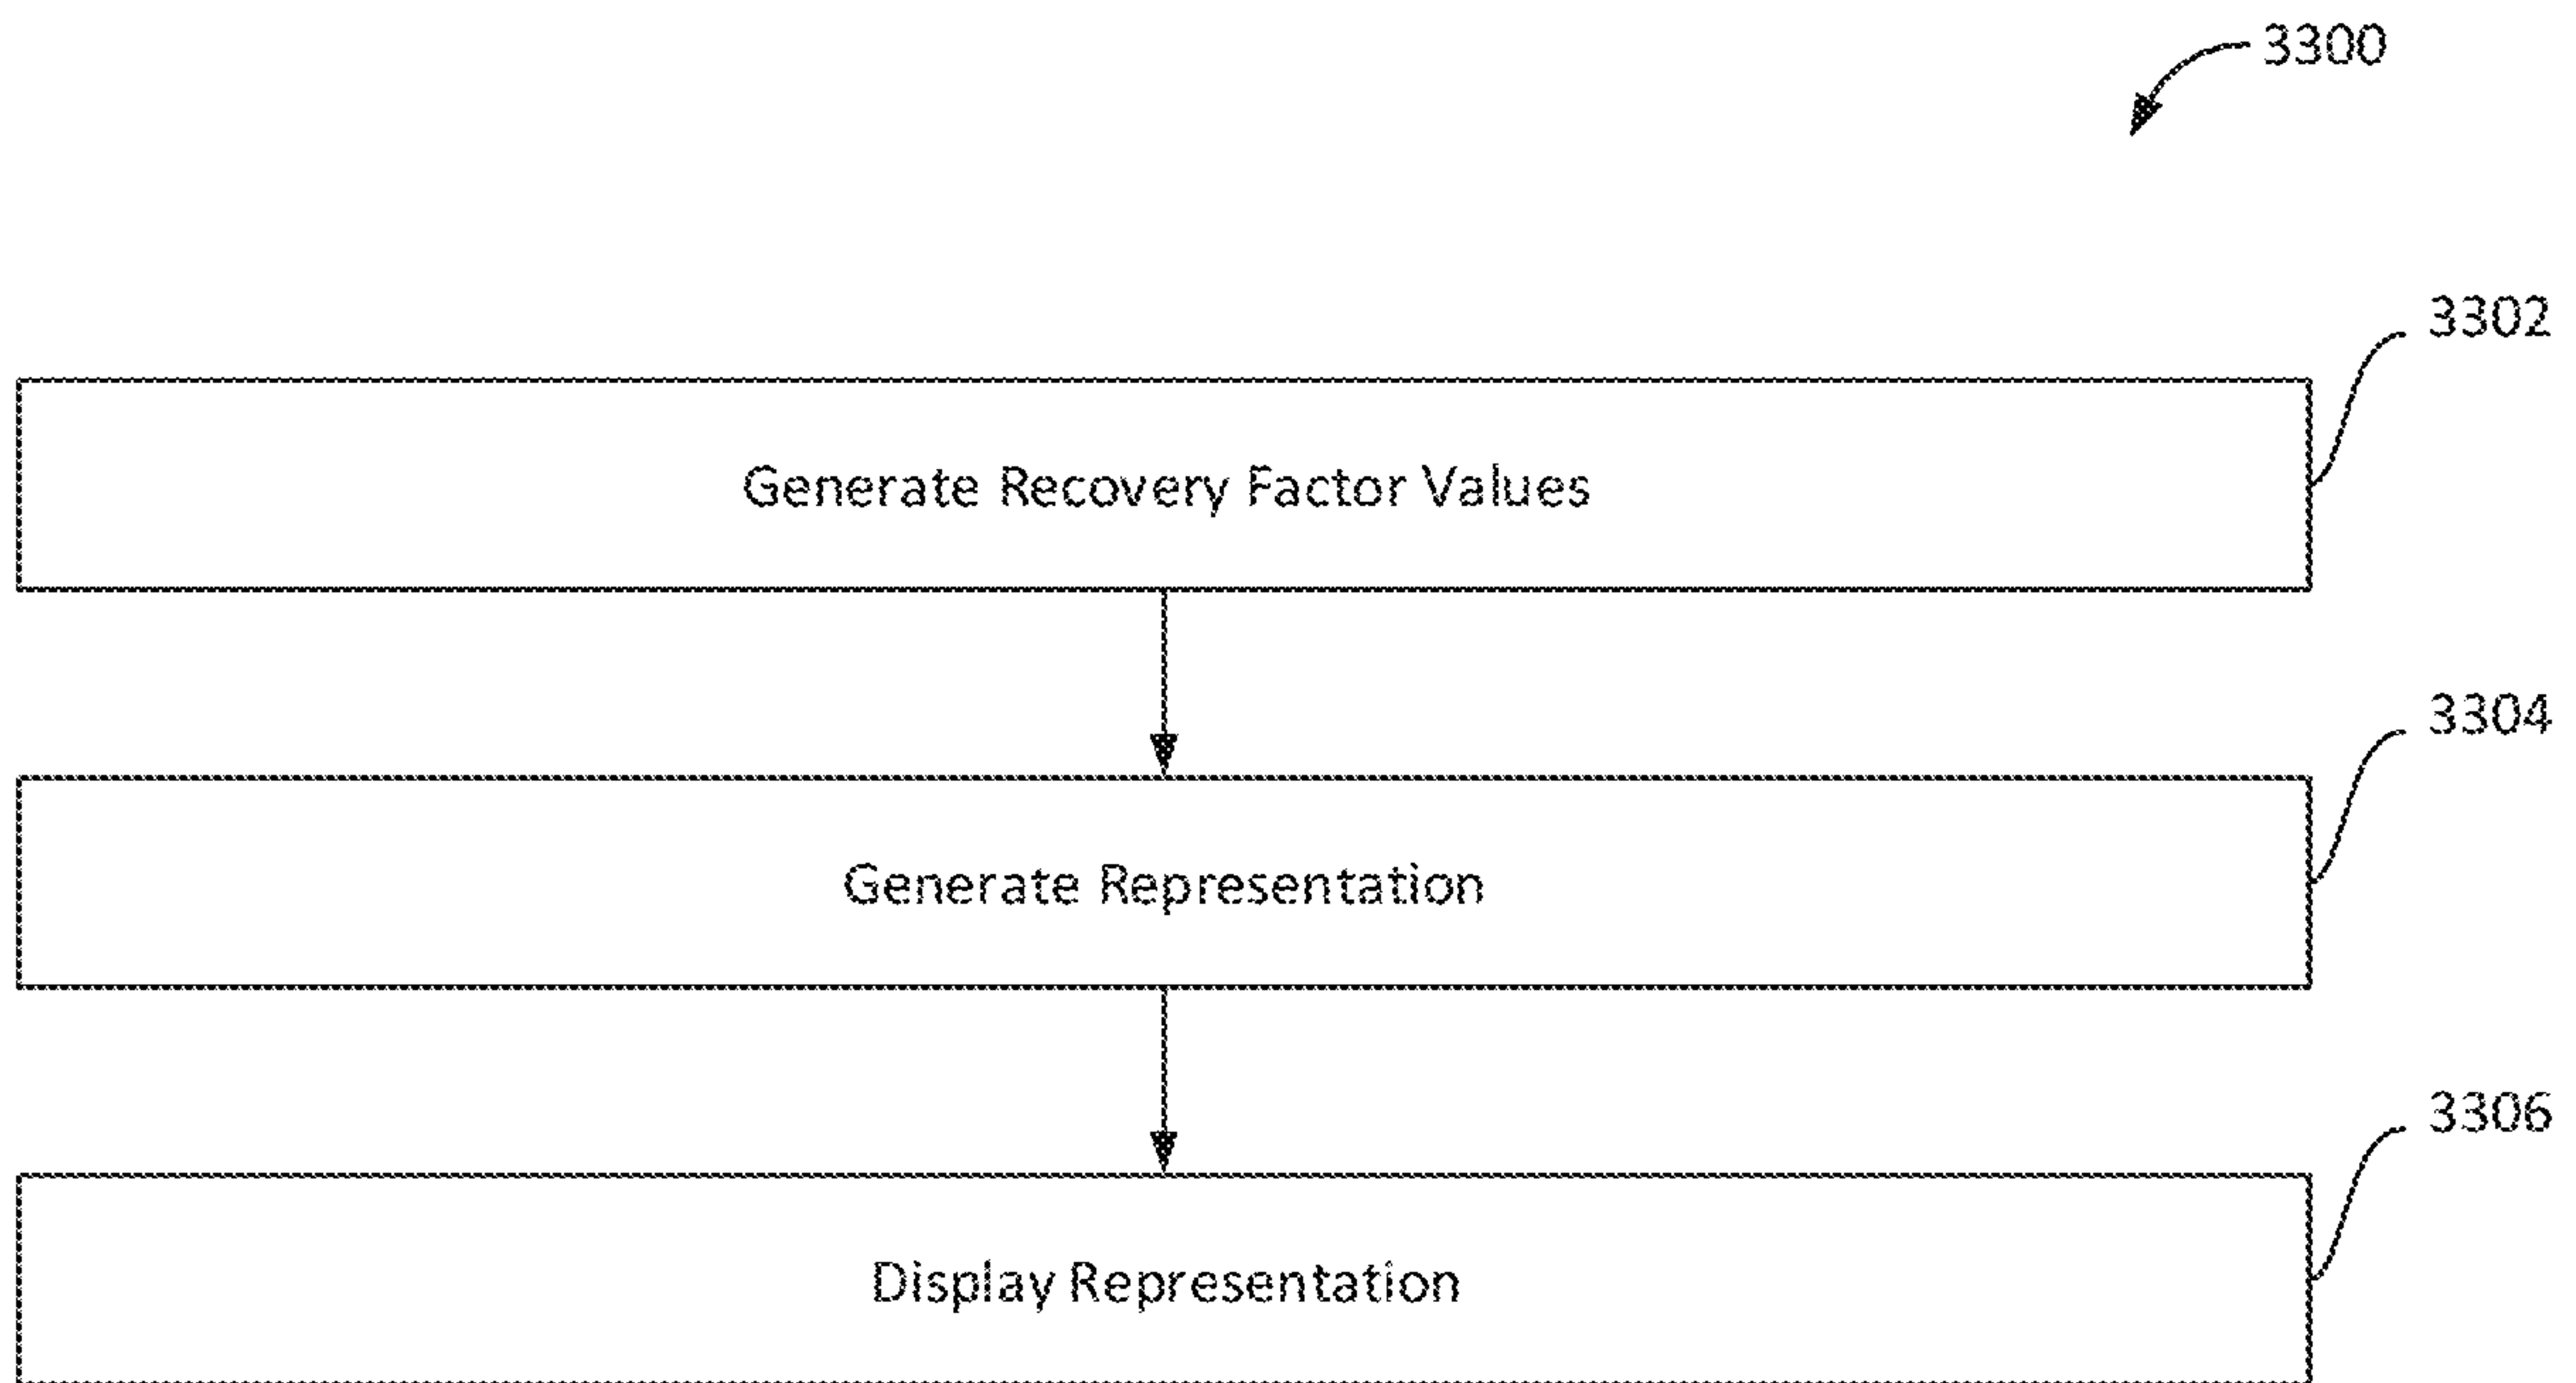 3300
3302
Generate Recovery Factor Values
3304
Generate Representation
3306
Display Representation